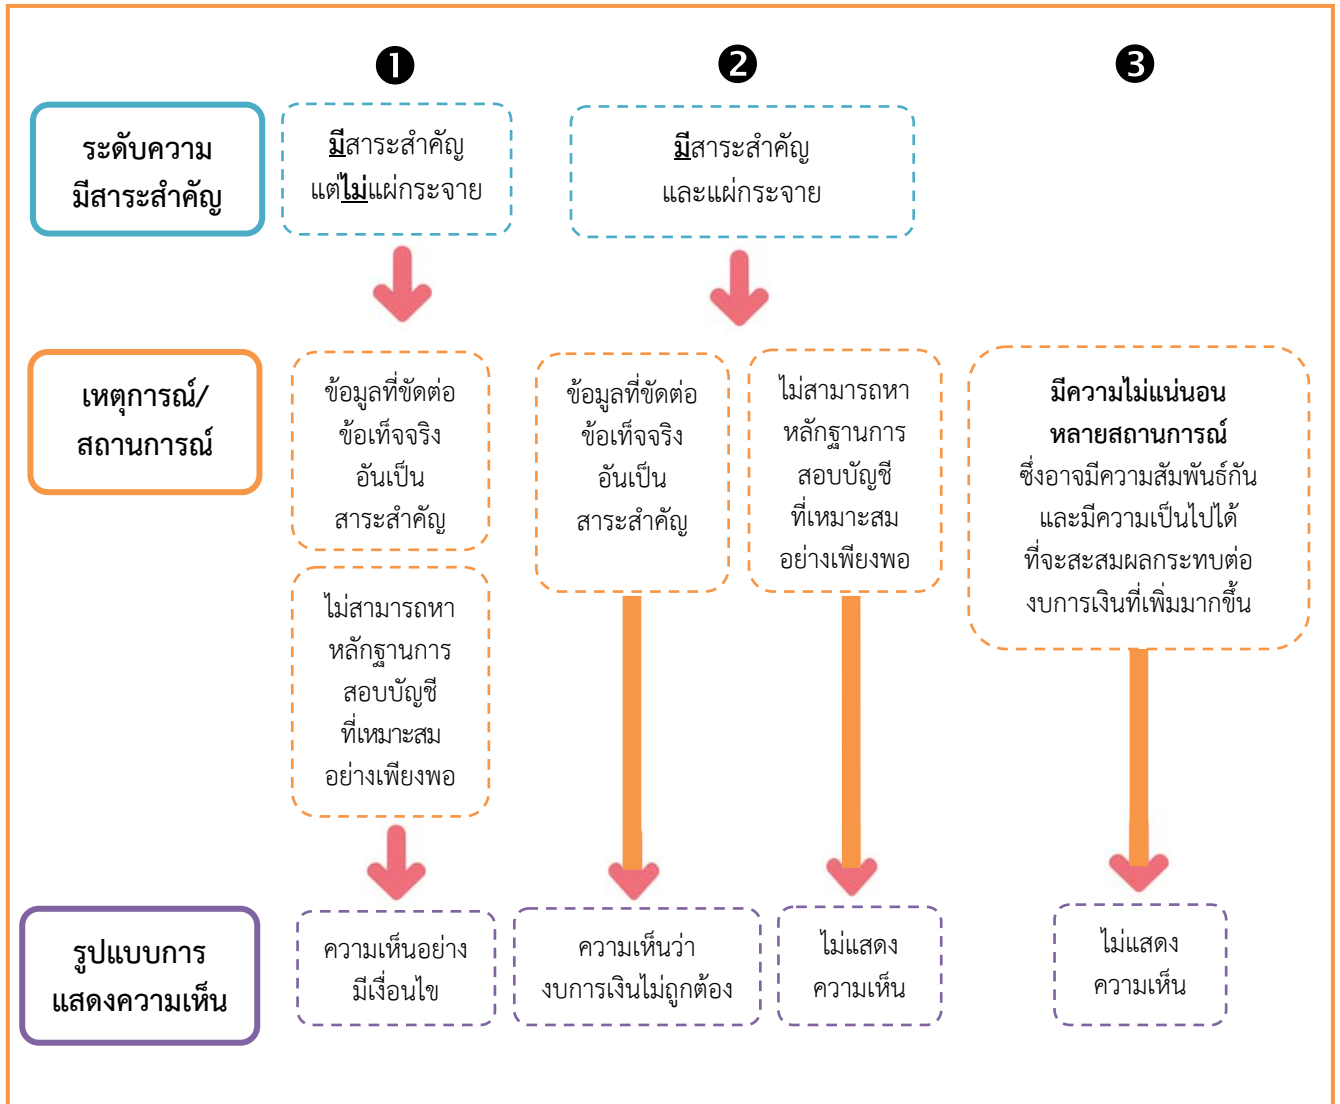 ❶
❷
❸
ระดับความ
มีสาระสำคัญ
มีสาระสำคัญ
แต่ไม่แผ่กระจาย
มีสาระสำคัญ
และแผ่กระจาย
เหตุการณ์/
สถานการณ์
ข้อมูลที่ขัดต่อ
ข้อเท็จจริง
อันเป็น
สาระสำคัญ
ไม่สามารถหา
หลักฐานการ
สอบบัญชี
ที่เหมาะสม
อย่างเพียงพอ
ข้อมูลที่ขัดต่อ
ข้อเท็จจริง
อันเป็น
สาระสำคัญ
ไม่สามารถหา
หลักฐานการ
สอบบัญชี
ที่เหมาะสม
อย่างเพียงพอ
มีความไม่แน่นอน
หลายสถานการณ์
ซึ่งอาจมีความสัมพันธ์กัน
และมีความเป็นไปได้
ที่จะสะสมผลกระทบต่อ
งบการเงินที่เพิ่มมากขึ้น
รูปแบบการ
แสดงความเห็น
ความเห็นอย่าง
มีเงื่อนไข
ความเห็นว่า
งบการเงินไม่ถูกต้อง
ไม่แสดง
ความเห็น
ไม่แสดง
ความเห็น